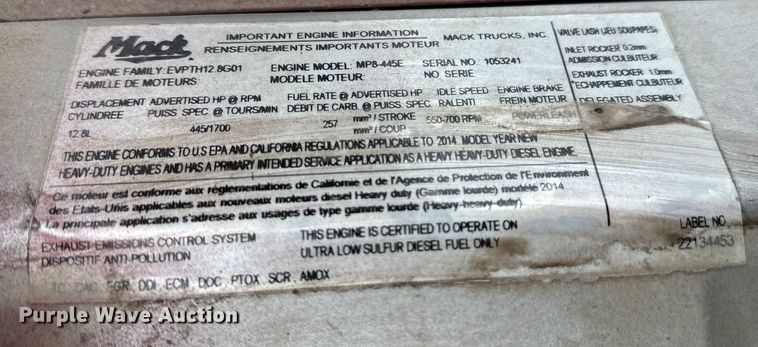 Mack
IMPORTANT ENGINE INFORMATION MACK TRUCKS, INC.
RENSEIGNEMENTS IMPORTANTS MOTEUR
ENGINE FAMILY: EVPTH12.8G01 ENGINE MODEL: MP8-445E SERIAL NO: 1053241
FAMILLE DE MOTEURS MODELE MOTEUR: NO SERIE
DISPLACEMENT ADVERTISED HP @ RPM FUEL RATE @ ADVERTISED HP IDLE SPEED ENGINE BRAKE
CYLINDREE PUISS SPEC @ TOURS/MIN DEBIT DE CARB @ PUISS. SPEC RALENTI FREIN MOTEUR
12.8L 445/1700 257 mm³ / STROKE 550-700 RPM POWERLEASH
mm³ / COUP
VALVE LASH (JEU SOUPAPES)
INLET ROCKER 0.2mm
ADMISSION CULBUTEUR
EXHAUST ROCKER 1.0mm
ECHAPPEMENT CULBUTEUR
DELEGATED ASSEMBLY
THIS ENGINE CONFORMS TO U.S EPA AND CALIFORNIA REGULATIONS APPLICABLE TO 2014 MODEL YEAR NEW
HEAVY-DUTY ENGINES AND HAS A PRIMARY INTENDED SERVICE APPLICATION AS A HEAVY HEAVY-DUTY DIESEL ENGINE.
Ce moteur est conforme aux réglementations de Californie et de l'Agence de Protection de l'Environment
des Etats-Unis applicables aux nouveaux moteurs diesel Heavy duty (Gamme lourde) modèle 2014
la principale application s'adresse aux usages de type gamme lourde (Heavy-heavy-duty)
EXHAUST EMISSIONS CONTROL SYSTEM THIS ENGINE IS CERTIFIED TO OPERATE ON LABEL NO.
DISPOSITIF ANTI-POLLUTION ULTRA LOW SULFUR DIESEL FUEL ONLY 22134453
TC, CAC, EGR, DDI, ECM, DOC, PTOX, SCR, AMOX
Purple Wave Auction